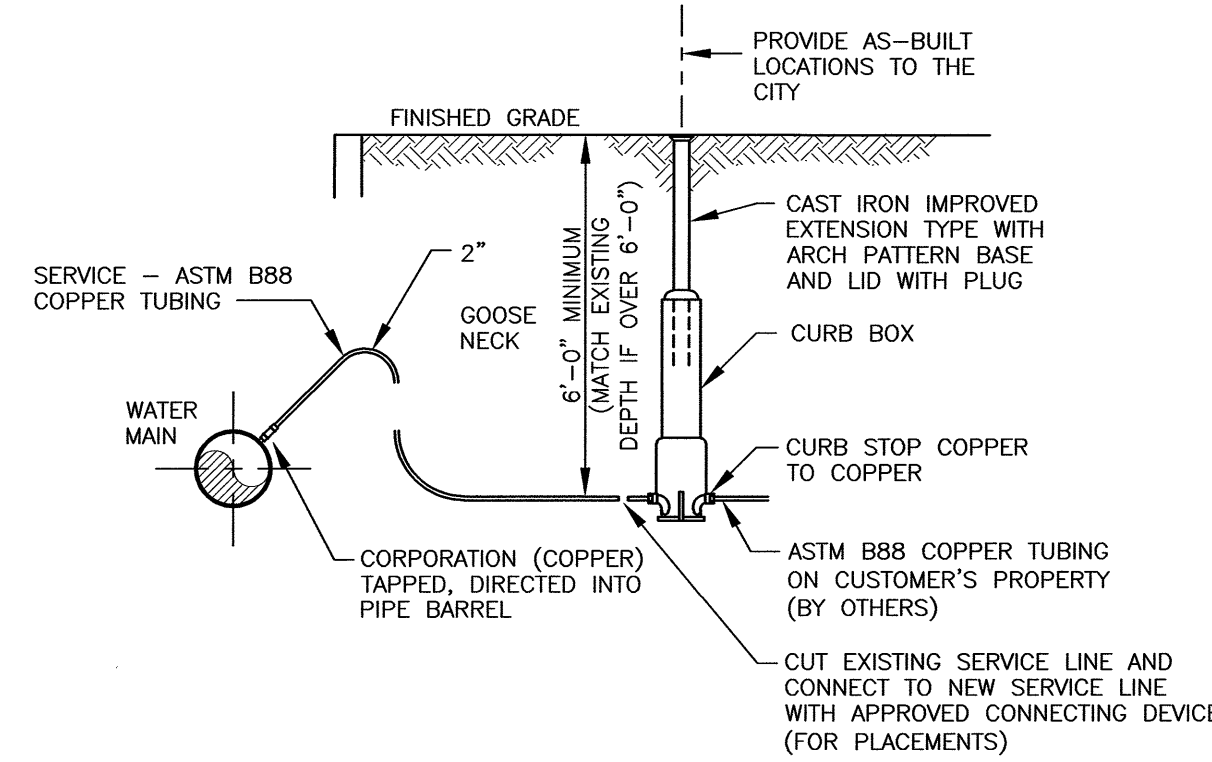 PROVIDE AS-BUILT
LOCATIONS TO THE
CITY
FINISHED GRADE
CAST IRON IMPROVED
EXTENSION TYPE WITH
ARCH PATTERN BASE
AND LID WITH PLUG
2"
SERVICE - ASTM B88
COPPER TUBING
GOOSE
NECK
6'-0" MINIMUM
(MATCH EXISTING
DEPTH IF OVER 6'-0")
CURB BOX
WATER
MAIN
CURB STOP COPPER
TO COPPER
CORPORATION (COPPER)
TAPPED, DIRECTED INTO
PIPE BARREL
ASTM B88 COPPER TUBING
ON CUSTOMER'S PROPERTY
(BY OTHERS)
CUT EXISTING SERVICE LINE AND
CONNECT TO NEW SERVICE LINE
WITH APPROVED CONNECTING DEVICE
(FOR PLACEMENTS)